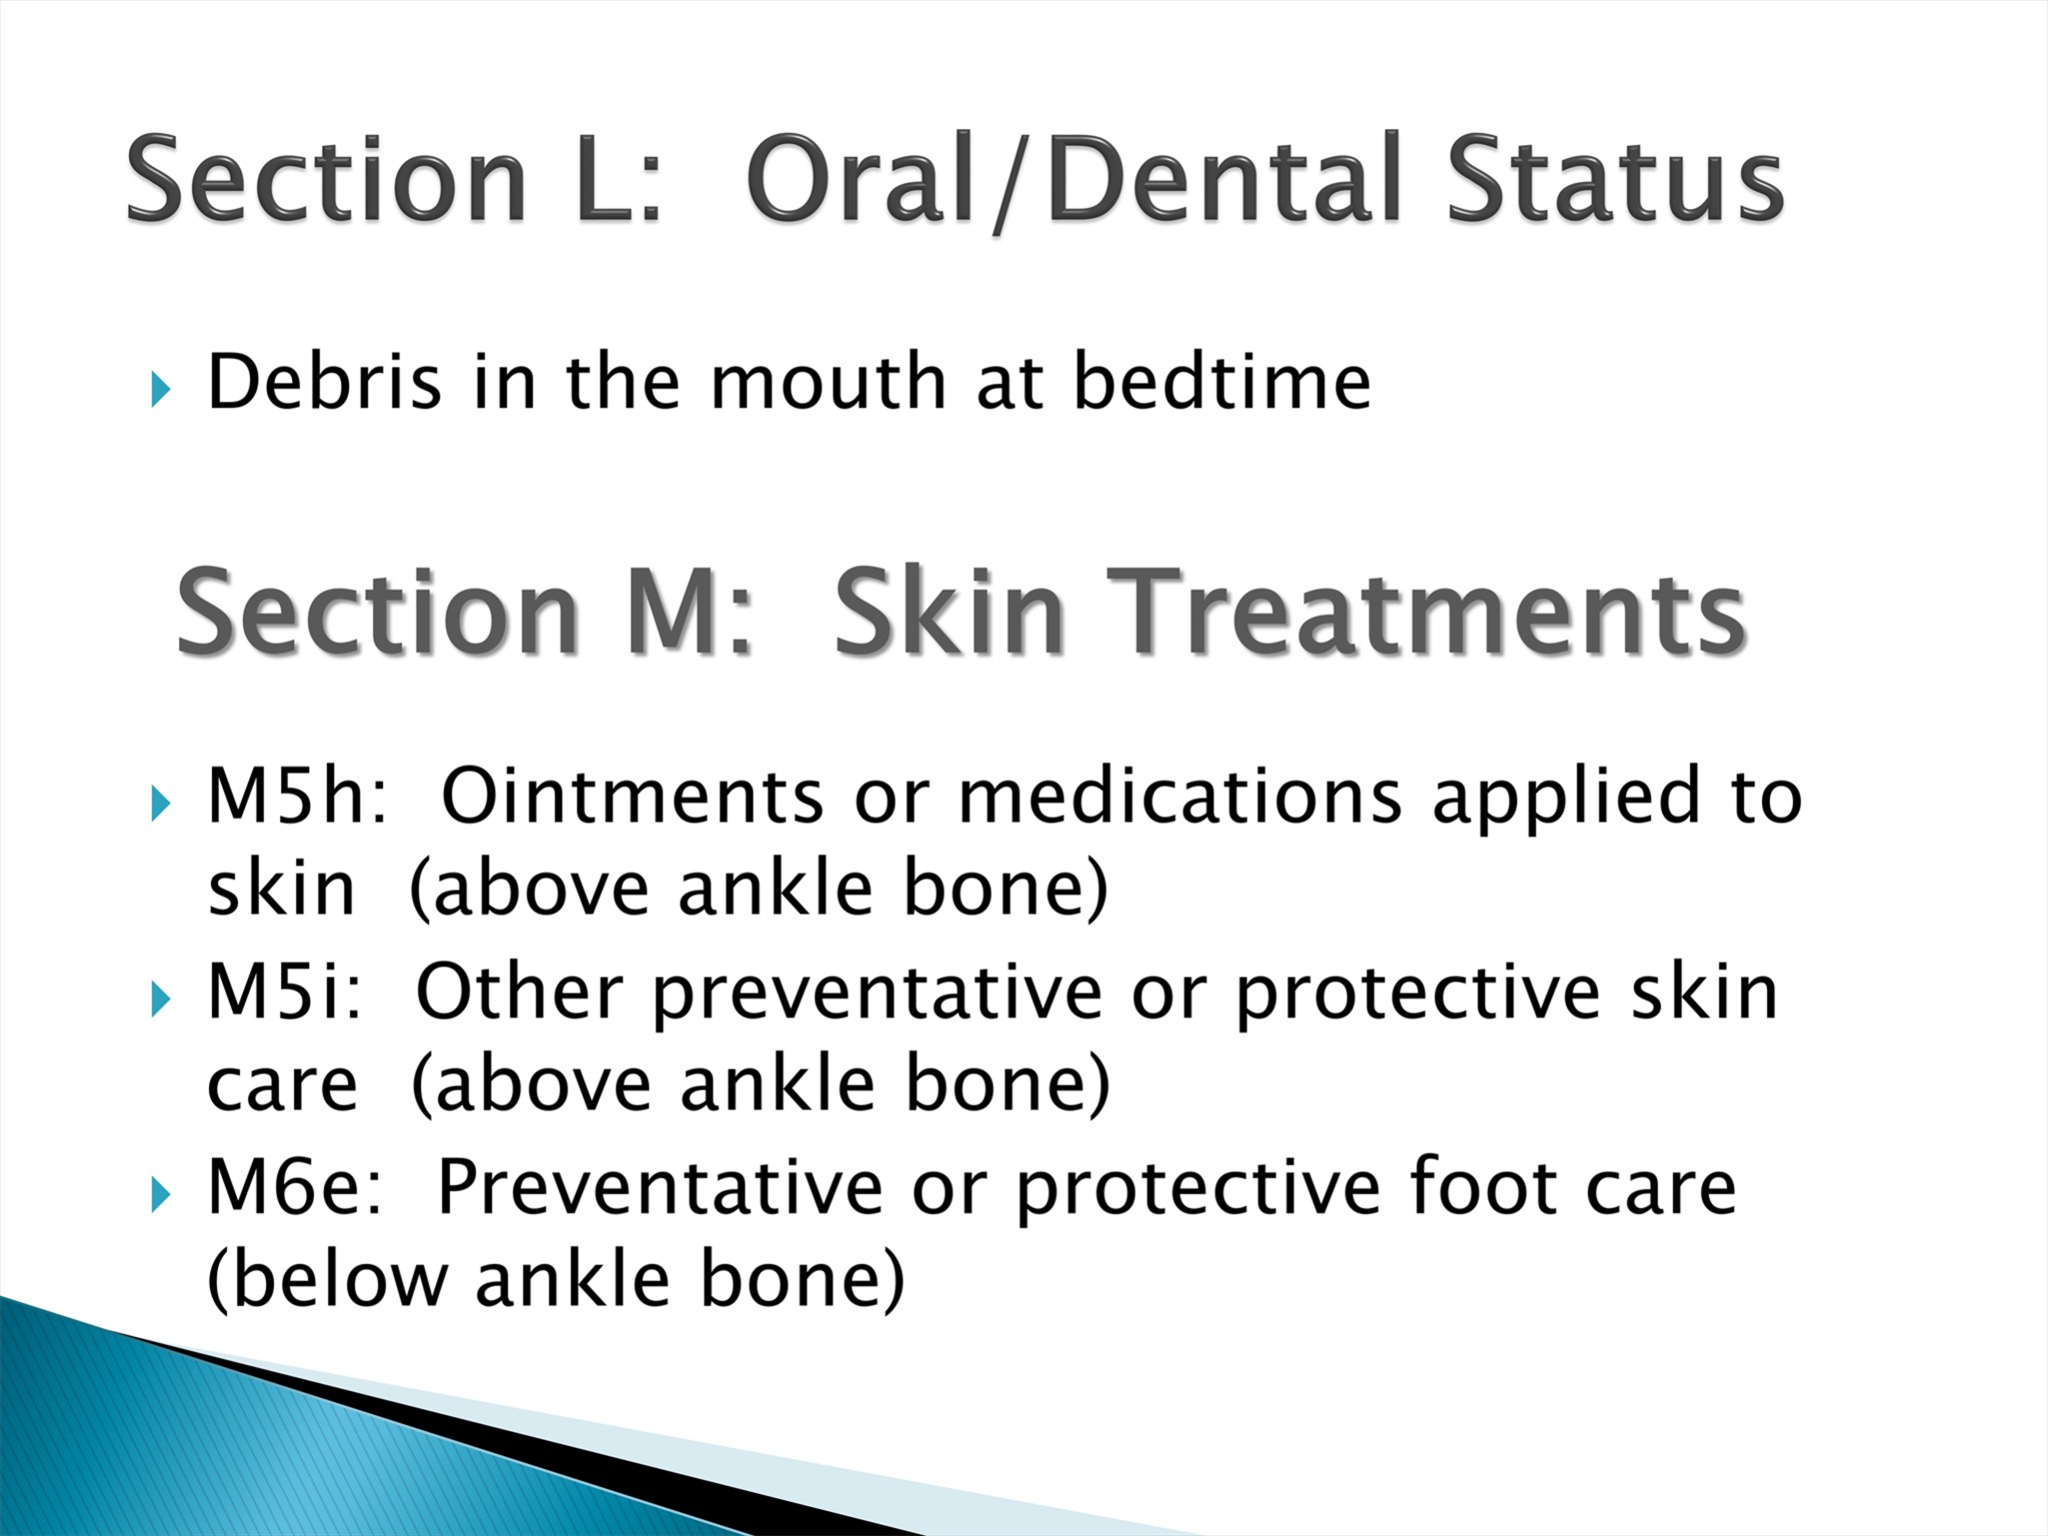 Section L:  Oral/Dental Status
Debris in the mouth at bedtime
Section M:  Skin Treatments
M5h:  Ointments or medications applied to
skin  (above ankle bone)
M5i:  Other preventative or protective skin
care  (above ankle bone)
M6e:  Preventative or protective foot care
(below ankle bone)